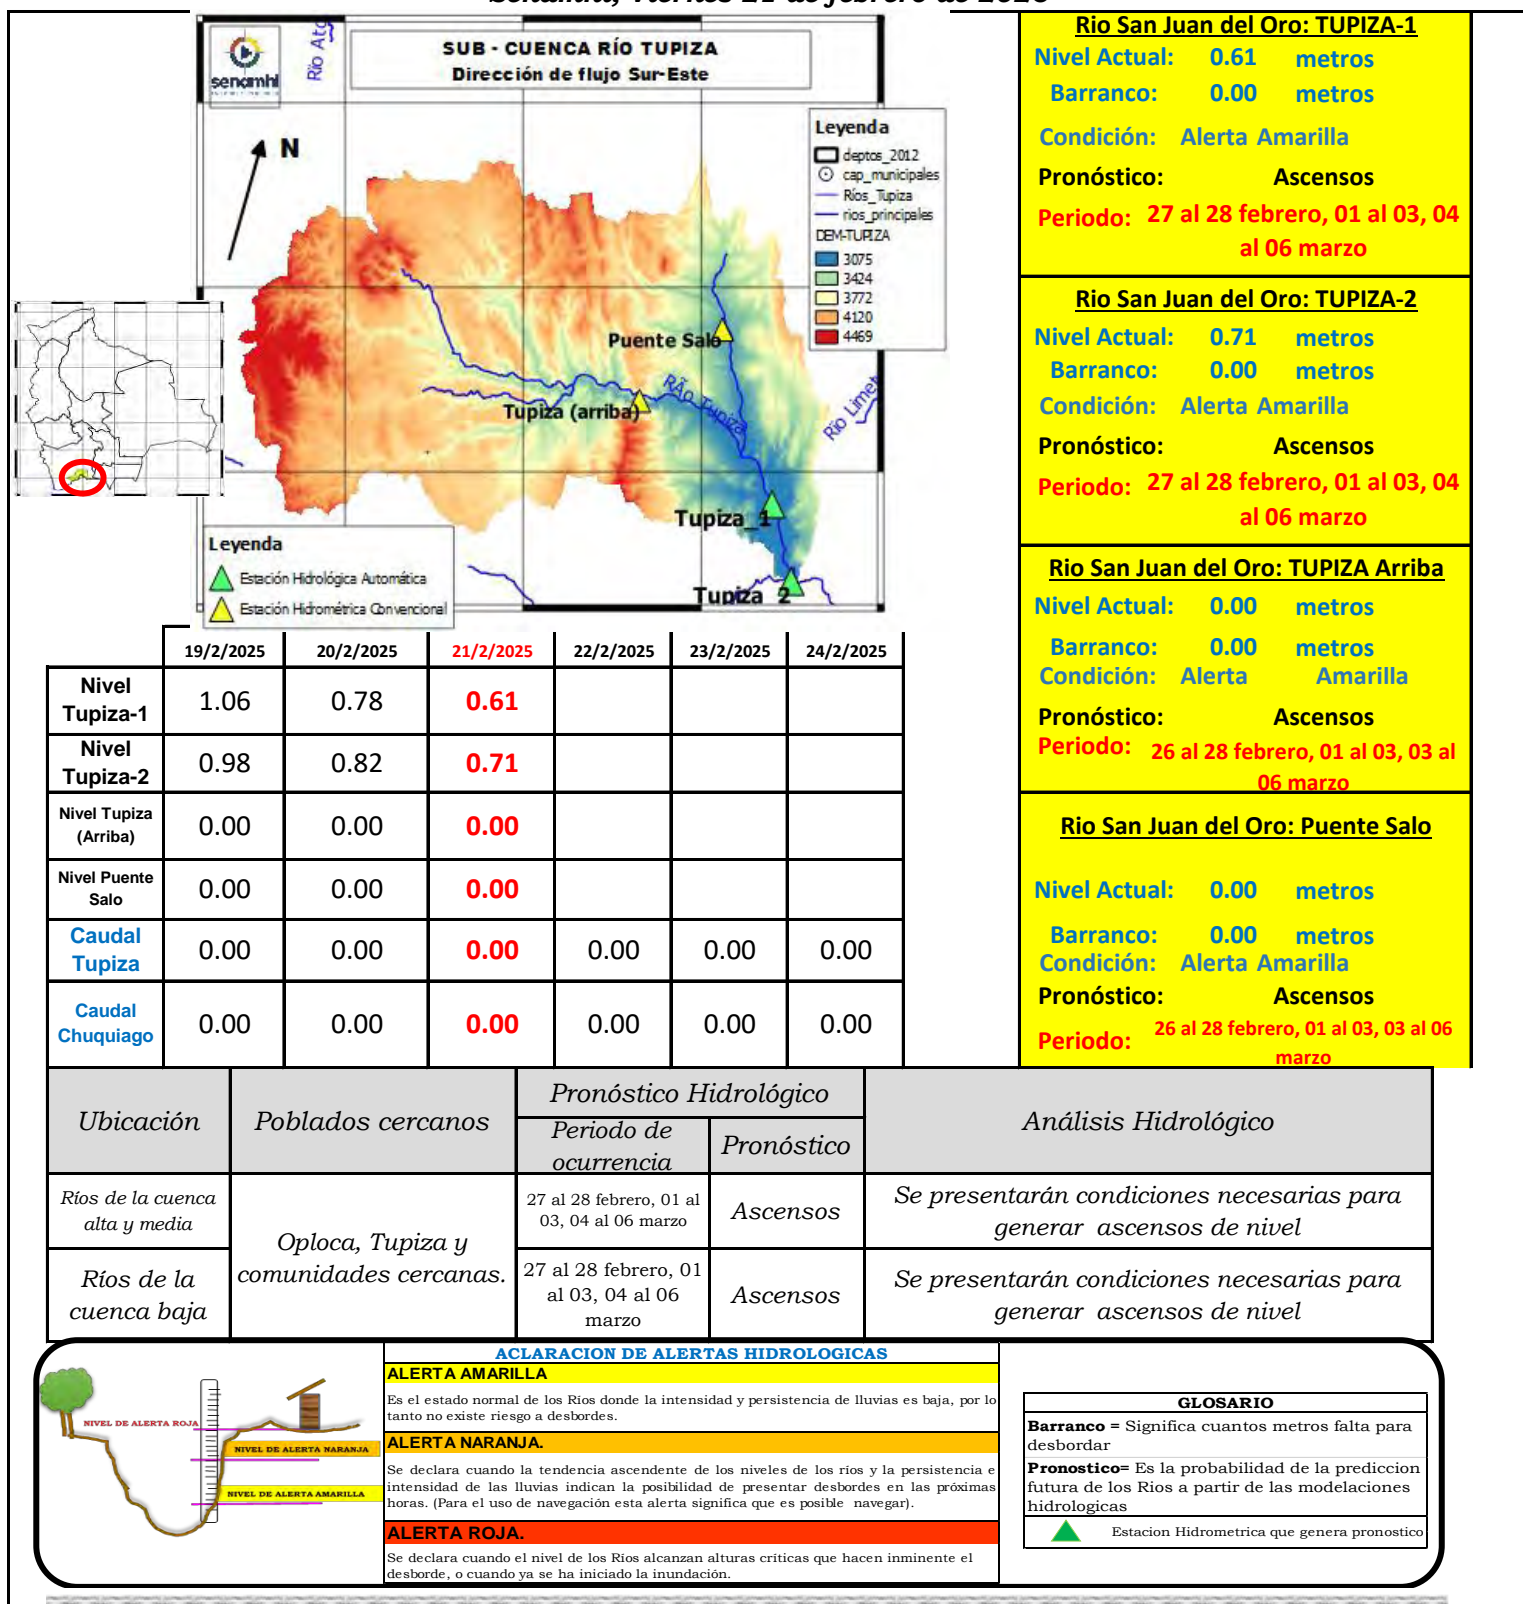 Senamhi, viernes 21 de febrero de 2025
senamhi
Río Ato
SUB - CUENCA RÍO TUPIZA
Dirección de flujo Sur-Este
N
Leyenda
deptos_2012
cap_municipales
Ríos_Tupiza
rios_principales
DEM-TUPIZA
3075
3424
3772
4120
4469
Puente Salo
Tupiza (arriba)
RÃo Tupiza
Río Limet
Tupiza_1
Tupiza_2
Leyenda
Estación Hidrológica Automática
Estación Hidrométrica Convencional
Rio San Juan del Oro: TUPIZA-1
Nivel Actual: 0.61 metros
Barranco: 0.00 metros
Condición: Alerta Amarilla
Pronóstico: Ascensos
Periodo: 27 al 28 febrero, 01 al 03, 04
al 06 marzo
Rio San Juan del Oro: TUPIZA-2
Nivel Actual: 0.71 metros
Barranco: 0.00 metros
Condición: Alerta Amarilla
Pronóstico: Ascensos
Periodo: 27 al 28 febrero, 01 al 03, 04
al 06 marzo
Rio San Juan del Oro: TUPIZA Arriba
Nivel Actual: 0.00 metros
Barranco: 0.00 metros
Condición: Alerta Amarilla
Pronóstico: Ascensos
Periodo: 26 al 28 febrero, 01 al 03, 03 al
06 marzo
Rio San Juan del Oro: Puente Salo
Nivel Actual: 0.00 metros
Barranco: 0.00 metros
Condición: Alerta Amarilla
Pronóstico: Ascensos
Periodo: 26 al 28 febrero, 01 al 03, 03 al 06
marzo
19/2/2025 20/2/2025 21/2/2025 22/2/2025 23/2/2025 24/2/2025
Nivel
Tupiza-1 1.06 0.78 0.61
Nivel
Tupiza-2 0.98 0.82 0.71
Nivel Tupiza
(Arriba) 0.00 0.00 0.00
Nivel Puente
Salo 0.00 0.00 0.00
Caudal
Tupiza 0.00 0.00 0.00 0.00 0.00 0.00
Caudal
Chuquiago 0.00 0.00 0.00 0.00 0.00 0.00
Ubicación
Poblados cercanos
Pronóstico Hidrológico
Periodo de
ocurrencia
Pronóstico
Análisis Hidrológico
Ríos de la cuenca
alta y media
Oploca, Tupiza y
comunidades cercanas.
27 al 28 febrero, 01 al
03, 04 al 06 marzo
Ascensos
Se presentarán condiciones necesarias para
generar ascensos de nivel
Ríos de la
cuenca baja
27 al 28 febrero, 01
al 03, 04 al 06
marzo
Ascensos
Se presentarán condiciones necesarias para
generar ascensos de nivel
NIVEL DE ALERTA ROJA
NIVEL DE ALERTA NARANJA
NIVEL DE ALERTA AMARILLA
ACLARACION DE ALERTAS HIDROLOGICAS
ALERTA AMARILLA
Es el estado normal de los Rios donde la intensidad y persistencia de lluvias es baja, por lo
tanto no existe riesgo a desbordes.
ALERTA NARANJA.
Se declara cuando la tendencia ascendente de los niveles de los ríos y la persistencia e
intensidad de las lluvias indican la posibilidad de presentar desbordes en las próximas
horas. (Para el uso de navegación esta alerta significa que es posible navegar).
ALERTA ROJA.
Se declara cuando el nivel de los Ríos alcanzan alturas críticas que hacen inminente el
desborde, o cuando ya se ha iniciado la inundación.
GLOSARIO
Barranco = Significa cuantos metros falta para
desbordar
Pronostico= Es la probabilidad de la prediccion
futura de los Rios a partir de las modelaciones
hidrologicas
Estacion Hidrometrica que genera pronostico